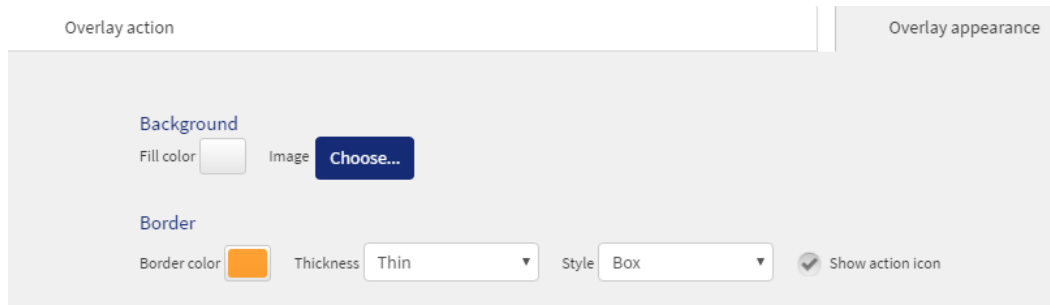 Overlay action Overlay appearance
Background
Fill color Image Choose...
Border
Border color Thickness Thin Style Box Show action icon